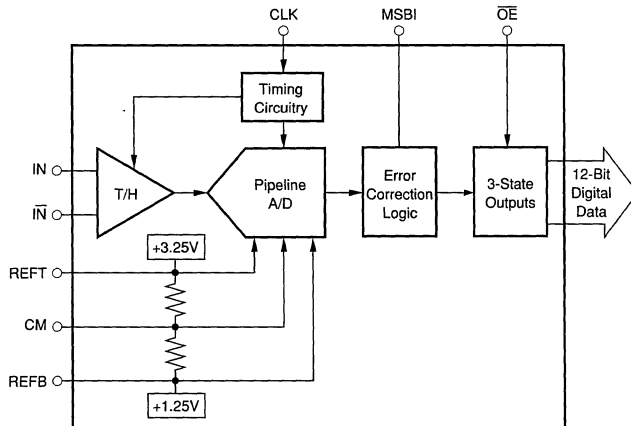 CLK
MSBI
OE
Timing
Circuitry
IN
T/H
Pipeline
A/D
Error
Correction
Logic
3-State
Outputs
12-Bit
Digital
Data
IN
+3.25V
REFT
CM
REFB
+1.25V